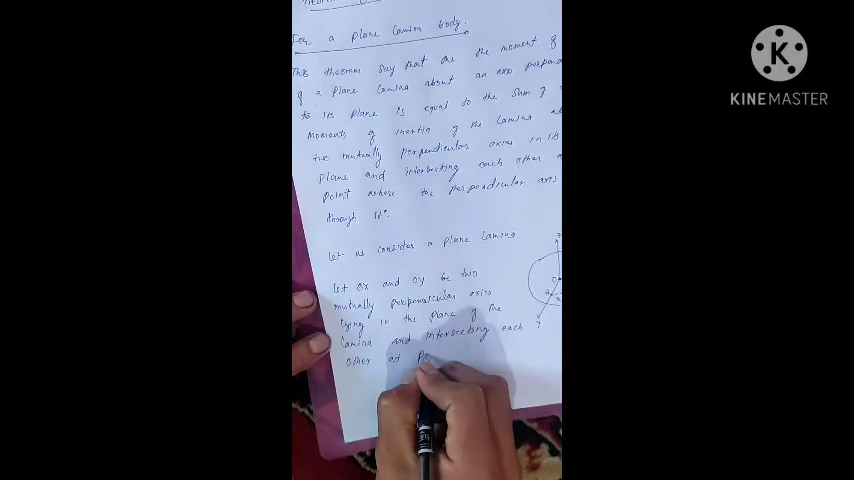 For a plane lamina body.
This theorem say that the the moment of
of a plane lamina about an axis perpend
to its plane is equal to the sum of
moments of inertia of the lamina ab
two mutually perpendicular axies in its
plane and intersecting each other
point where the perpendicular axis
through it.
Let us consider a plane lamina
Let ox and oy be two
mutually perpendicular axies
lying in the plane of the
lamina and intersecting each
other at Po
Z
O
x
Y
K
KINEMASTER